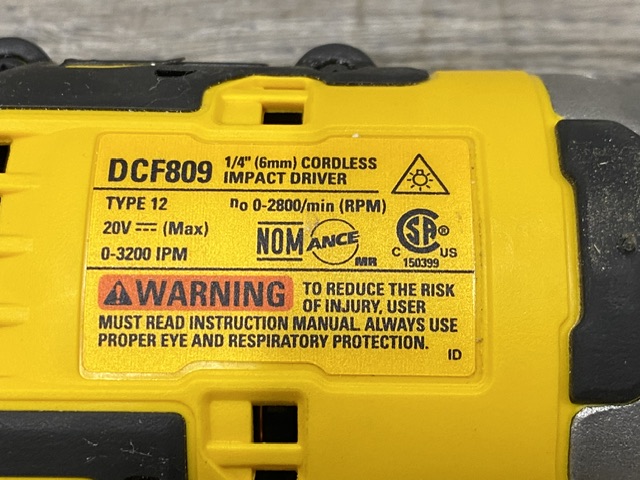 DCF809 1/4" (6mm) CORDLESS
IMPACT DRIVER
TYPE 12
no 0-2800/min (RPM)
20V ⎓ (Max)
0-3200 IPM
NOM
ANCE
MR
CSA®
C US
150399
⚠WARNING TO REDUCE THE RISK
OF INJURY, USER
MUST READ INSTRUCTION MANUAL. ALWAYS USE
PROPER EYE AND RESPIRATORY PROTECTION.
ID